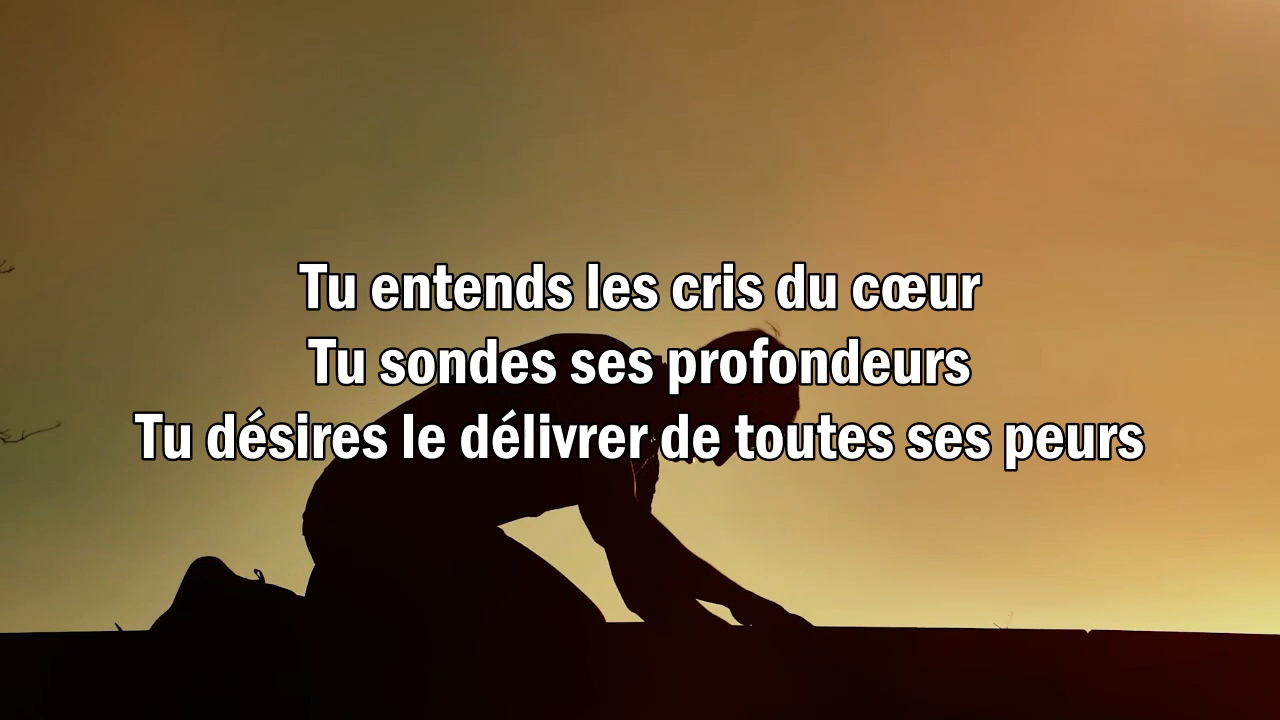 Tu entends les cris du cœur
Tu sondes ses profondeurs
Tu désires le délivrer de toutes ses peurs